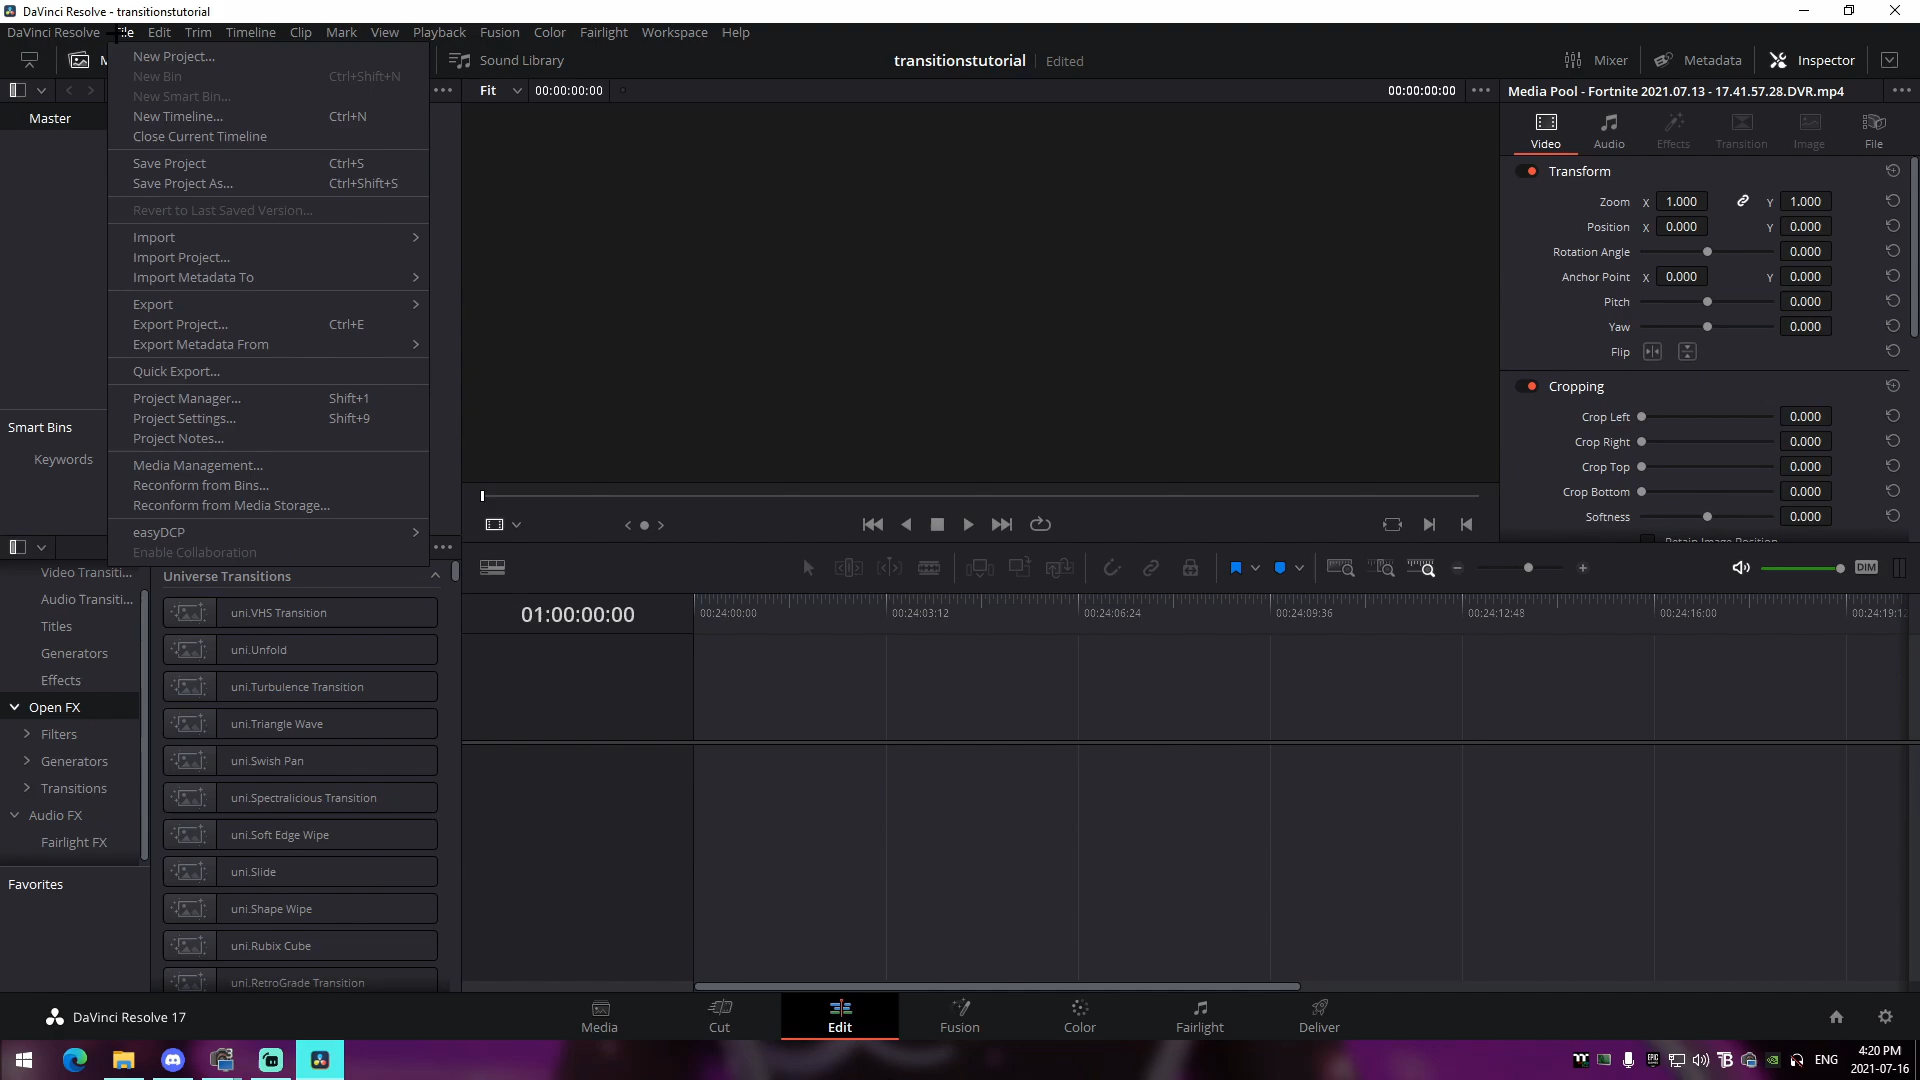 DaVinci Resolve - transitionstutorial
DaVinci Resolve
Edit
Trim
Timeline
Clip
Mark
View
Playback
Fusion
Color
Fairlight
Workspace
Help
Sound Library
transitionstutorial
Edited
Mixer
Metadata
Inspector
New Project...
New Bin Ctrl+Shift+N
New Smart Bin...
New Timeline... Ctrl+N
Close Current Timeline
Save Project Ctrl+S
Save Project As... Ctrl+Shift+S
Revert to Last Saved Version...
Import
Import Project...
Import Metadata To
Export
Export Project... Ctrl+E
Export Metadata From
Quick Export...
Project Manager... Shift+1
Project Settings... Shift+9
Project Notes...
Media Management...
Reconform from Bins...
Reconform from Media Storage...
easyDCP
Enable Collaboration
Master
Smart Bins
Keywords
Fit
00:00:00:00
00:00:00:00
Media Pool - Fortnite 2021.07.13 - 17.41.57.28.DVR.mp4
Video
Audio
Effects
Transition
Image
File
Transform
Zoom X 1.000 Y 1.000
Position X 0.000 Y 0.000
Rotation Angle 0.000
Anchor Point X 0.000 Y 0.000
Pitch 0.000
Yaw 0.000
Flip
Cropping
Crop Left 0.000
Crop Right 0.000
Crop Top 0.000
Crop Bottom 0.000
Softness 0.000
Retain Image Position
DIM
Video Transiti...
Audio Transiti...
Titles
Generators
Effects
Open FX
Filters
Generators
Transitions
Audio FX
Fairlight FX
Favorites
Universe Transitions
uni.VHS Transition
uni.Unfold
uni.Turbulence Transition
uni.Triangle Wave
uni.Swish Pan
uni.Spectralicious Transition
uni.Soft Edge Wipe
uni.Slide
uni.Shape Wipe
uni.Rubix Cube
uni.RetroGrade Transition
01:00:00:00
00:24:00:00
00:24:03:12
00:24:06:24
00:24:09:36
00:24:12:48
00:24:16:00
DaVinci Resolve 17
Media
Cut
Edit
Fusion
Color
Fairlight
Deliver
ENG
4:20 PM
2021-07-16